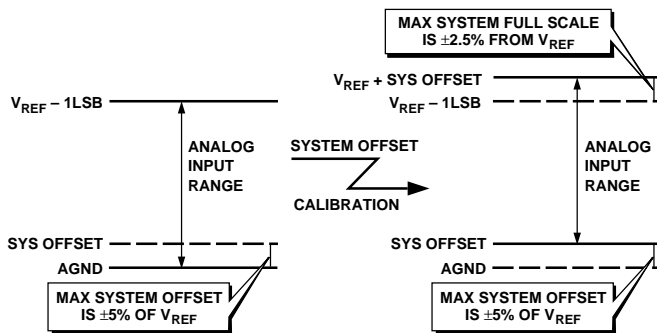 MAX SYSTEM FULL SCALE
IS ±2.5% FROM VREF
VREF + SYS OFFSET
VREF – 1LSB
VREF – 1LSB
ANALOG
INPUT
RANGE
SYSTEM OFFSET
CALIBRATION
ANALOG
INPUT
RANGE
SYS OFFSET
AGND
SYS OFFSET
AGND
MAX SYSTEM OFFSET
IS ±5% OF VREF
MAX SYSTEM OFFSET
IS ±5% OF VREF